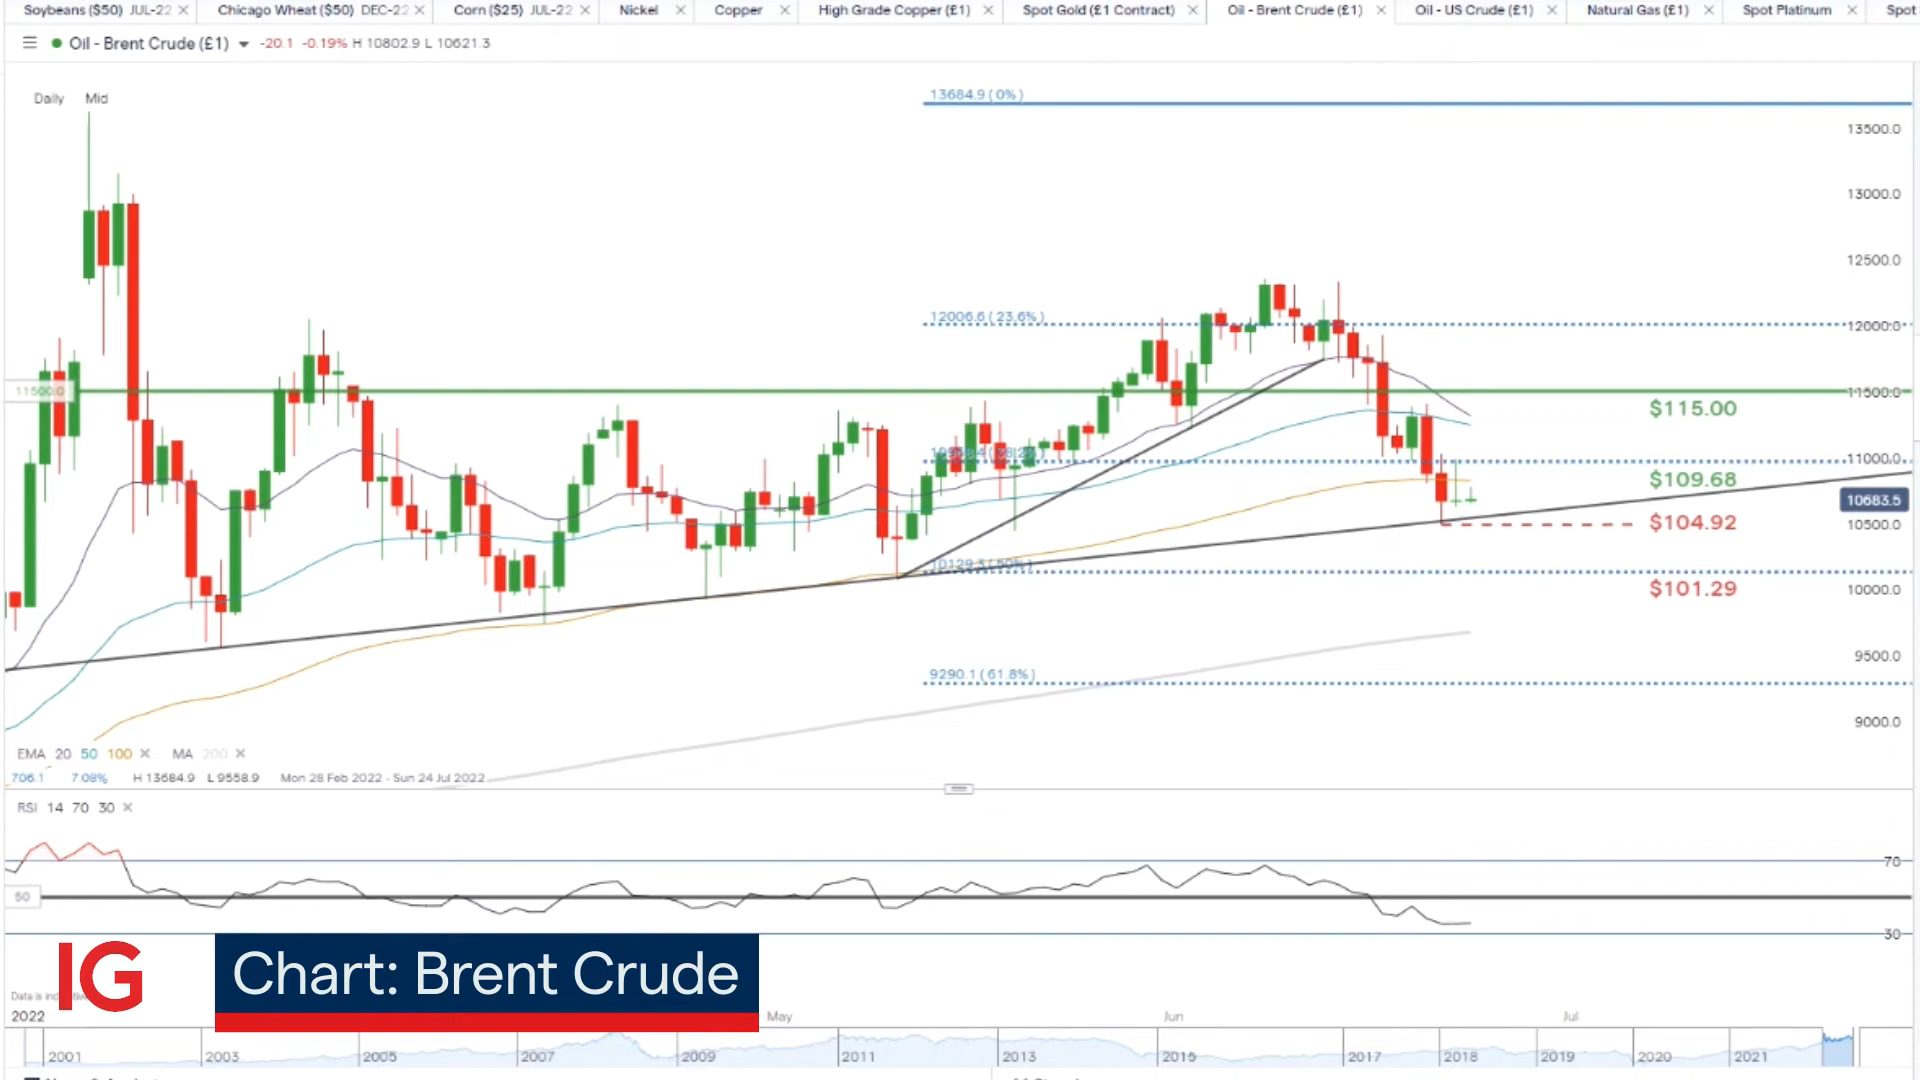 Soybeans ($50) JUL-22 × Chicago Wheat ($50) DEC-22 × Corn ($25) JUL-22 × Nickel × Copper × High Grade Copper (£1) × Spot Gold (£1 Contract) × Oil - Brent Crude (£1) × Oil - US Crude (£1) × Natural Gas (£1) × Spot Platinum × Spot
Oil - Brent Crude (£1) -20.1 -0.19% H 10802.9 L 10621.3
Daily Mid
13684.9 (0%)
13500.0
13000.0
12500.0
12006.6 (23.6%)
12000.0
11500.0
11500.0
$115.00
11000.0
$109.68
10683.5
$104.92
10500.0
10129.3 (50%)
$101.29
10000.0
9500.0
9290.1 (61.8%)
9000.0
EMA 20 50 100 × MA 200 ×
706.1 7.08% H 13684.9 L 9558.9 Mon 28 Feb 2022 - Sun 24 Jul 2022
RSI 14 70 30 ×
70
50
30
IG
Chart: Brent Crude
Data is
2022 May Jun Jul
2001 2003 2005 2007 2009 2011 2013 2015 2017 2018 2019 2020 2021